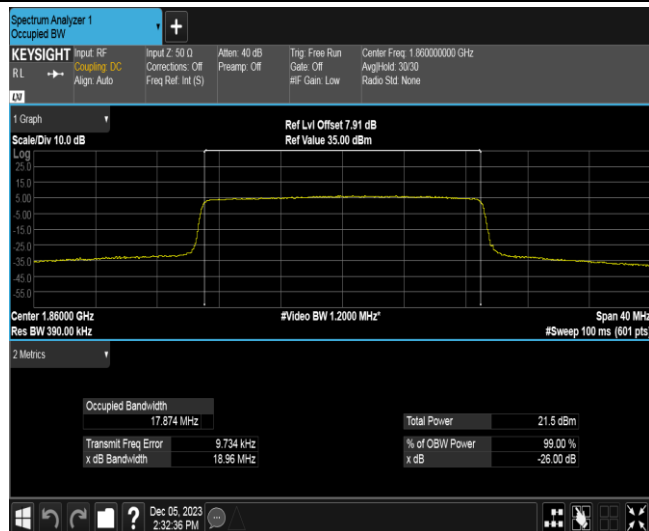 Spectrum Analyzer 1
Occupied BW
+
KEYSIGHT
RL
Input: RF
Coupling: DC
Align: Auto
Input Z: 50 Ω
Corrections: Off
Freq Ref: Int (S)
Atten: 40 dB
Preamp: Off
Trig: Free Run
Gate: Off
#IF Gain: Low
Center Freq: 1.860000000 GHz
Avg|Hold: 30/30
Radio Std: None
1 Graph
Scale/Div 10.0 dB
Ref Lvl Offset 7.91 dB
Ref Value 35.00 dBm
Log
25.0
15.0
5.00
-5.00
-15.0
-25.0
-35.0
-45.0
-55.0
Center 1.86000 GHz
#Video BW 1.2000 MHz*
Span 40 MHz
Res BW 390.00 kHz
#Sweep 100 ms (601 pts)
2 Metrics
Occupied Bandwidth
17.874 MHz
Total Power 21.5 dBm
Transmit Freq Error 9.734 kHz
% of OBW Power 99.00 %
x dB Bandwidth 18.96 MHz
x dB -26.00 dB
?
Dec 05, 2023
2:32:36 PM